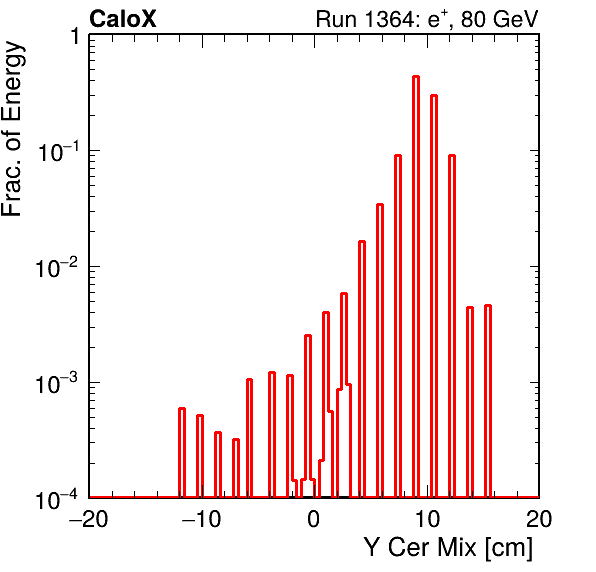 CaloX Run 1364: e⁺, 80 GeV
Frac. of Energy
1
10⁻¹
10⁻²
10⁻³
10⁻⁴
−20 −10 0 10 20
Y Cer Mix [cm]